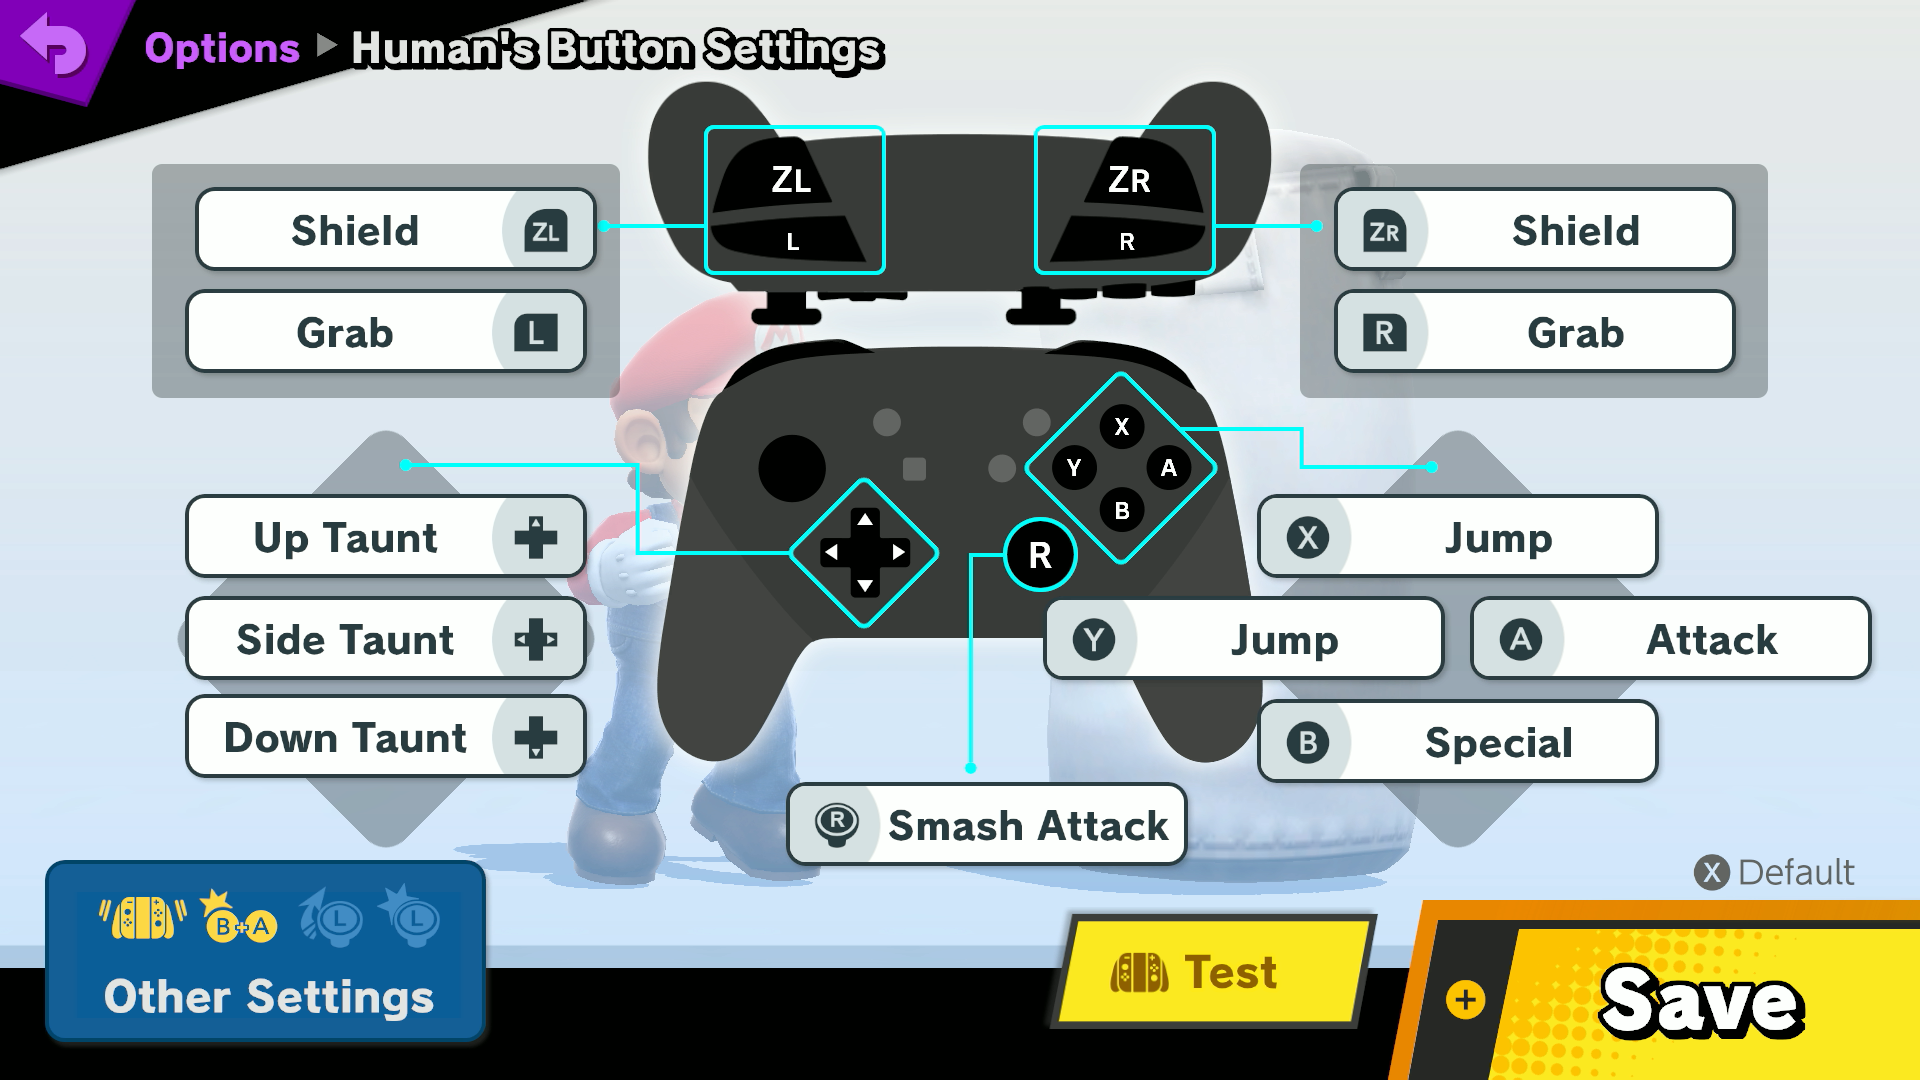 Options ▶ Human's Button Settings
ZL
ZR
L
R
Shield ZL
ZR Shield
Grab L
R Grab
X
Y
A
B
R
Up Taunt
X Jump
Side Taunt
Y Jump
A Attack
Down Taunt
B Special
R Smash Attack
X Default
B+A L L
Other Settings
Test
+ Save